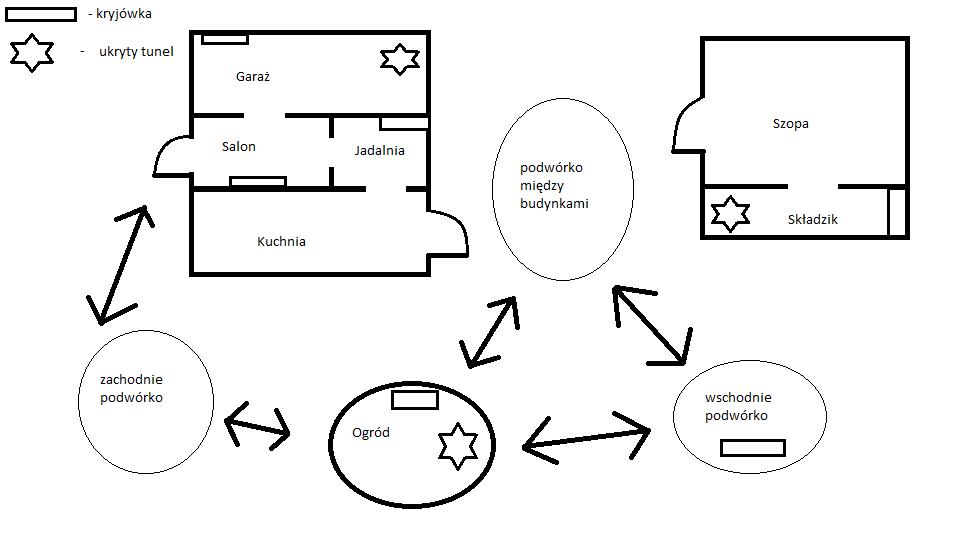 - kryjówka
- ukryty tunel
Garaż
Salon
Jadalnia
Kuchnia
podwórko
między
budynkami
Szopa
Składzik
zachodnie
podwórko
Ogród
wschodnie
podwórko